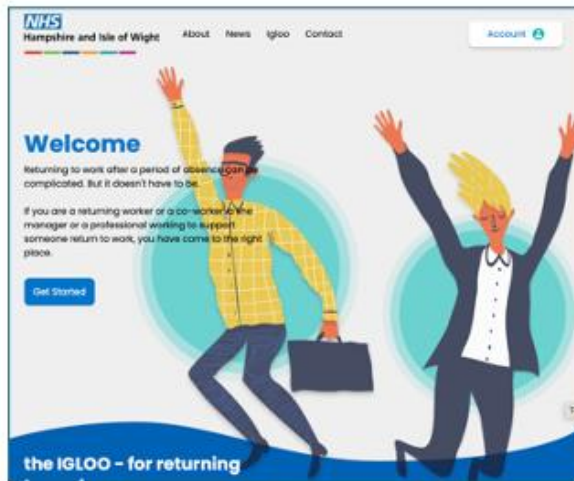 NHS
Hampshire and Isle of Wight
About News Igloo Contact
Account
Welcome
Returning to work after a period of absence can be
complicated. But it doesn't have to be.
If you are a returning worker or a co-worker line
manager or a professional working to support
someone return to work, you have come to the right
place.
Get Started
the IGLOO - for returning